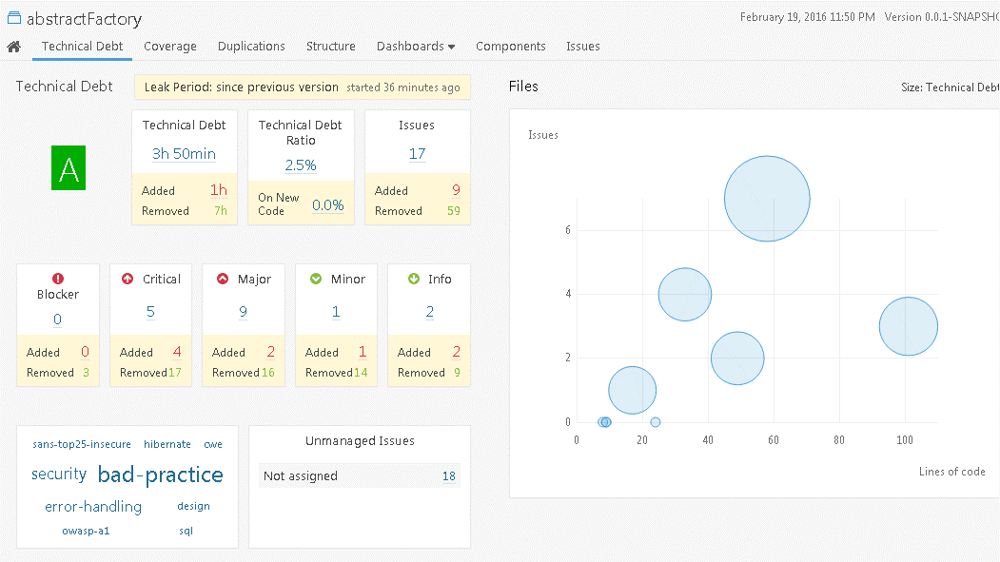 abstractFactory
February 19, 2016 11:50 PM Version 0.0.1-SNAPSHO
Technical Debt Coverage Duplications Structure Dashboards Components Issues
Technical Debt
Leak Period: since previous version started 36 minutes ago
A
Technical Debt
3h 50min
Added 1h
Removed 7h
Technical Debt
Ratio
2.5%
On New
Code 0.0%
Issues
17
Added 9
Removed 59
Blocker
0
Added 0
Removed 3
Critical
5
Added 4
Removed 17
Major
9
Added 2
Removed 16
Minor
1
Added 1
Removed 14
Info
2
Added 2
Removed 9
sans-top25-insecure hibernate cwe
security bad-practice
error-handling design
owasp-a1 sql
Unmanaged Issues
Not assigned 18
Files
Size: Technical Debt
Issues
6
4
2
0
0 20 40 60 80 100
Lines of code